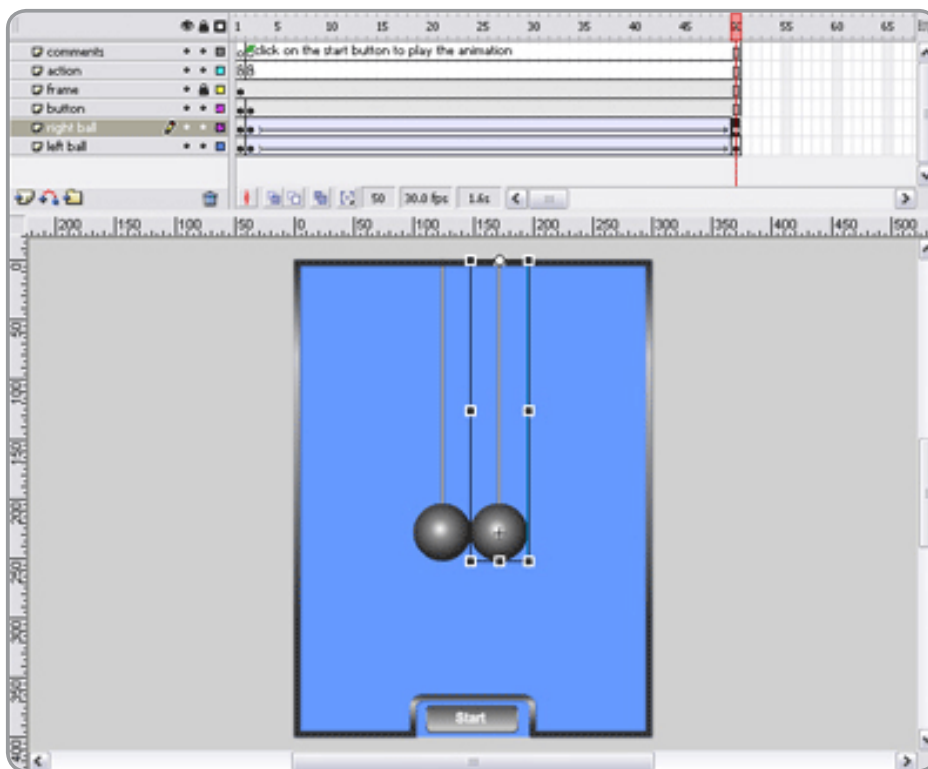 1 5 10 15 20 25 30 35 40 45 50 55 60 65
comments click on the start button to play the animation
action
frame
button
right ball
left ball
50 30.0 fps 1.6s
200 150 100 50 0 50 100 150 200 250 300 350 400 450 500
0
50
100
150
200
250
300
350
400
Start